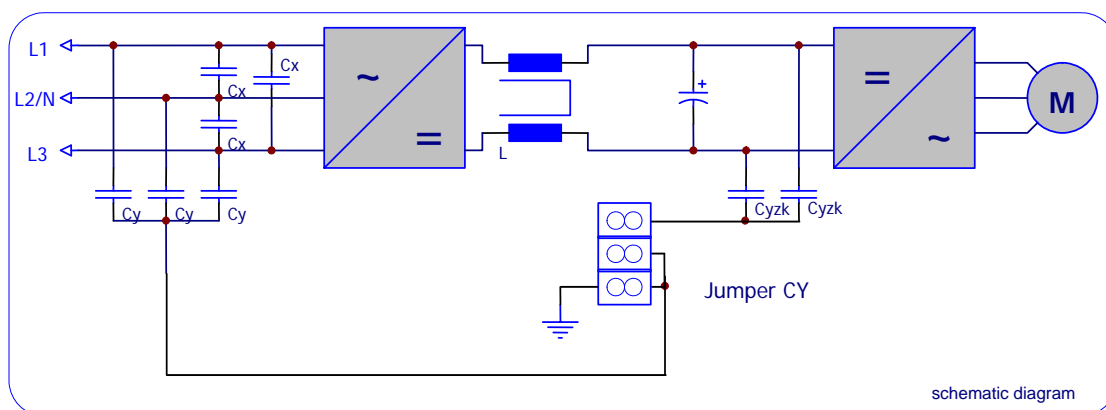 L1
L2/N
L3
Cx
Cx
Cx
Cy
Cy
Cy
~
=
L
+
=
~
M
Cyzk
Cyzk
Jumper CY
schematic diagram